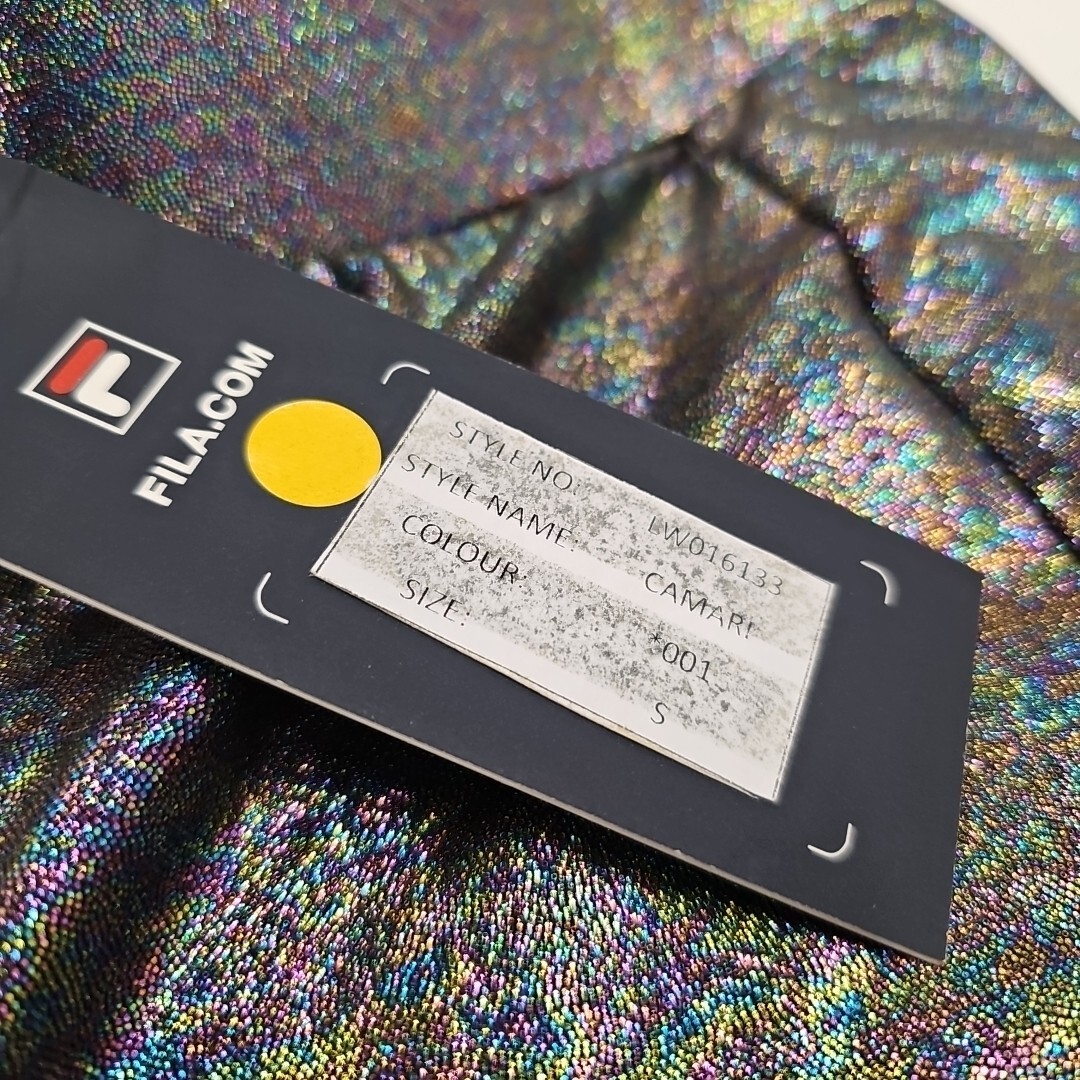 FILA.COM
STYLE NO: LW016133
STYLE NAME: CAMARI
COLOUR: *001
SIZE: S